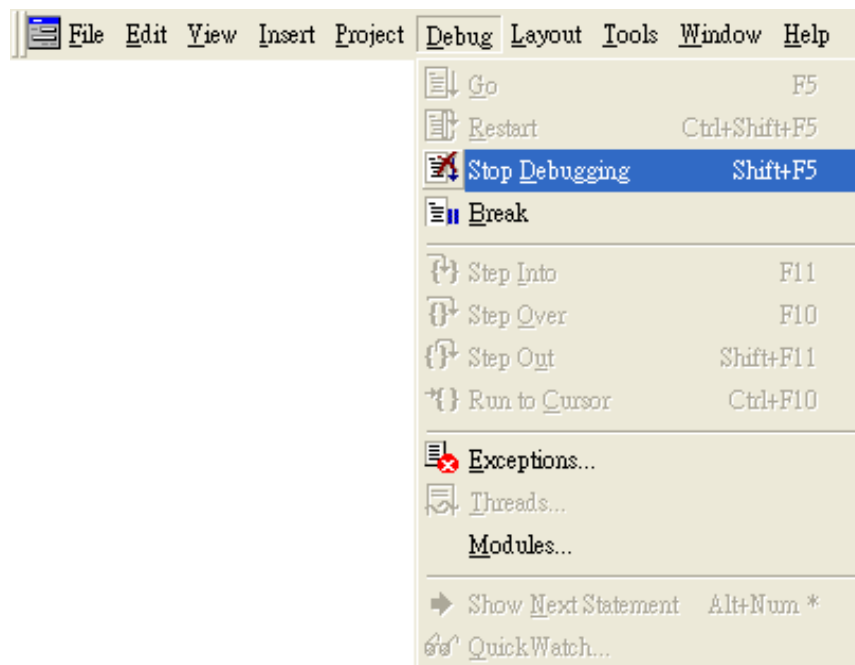 File Edit View Insert Project Debug Layout Tools Window Help
Go F5
Restart Ctrl+Shift+F5
Stop Debugging Shift+F5
Break
Step Into F11
Step Over F10
Step Out Shift+F11
Run to Cursor Ctrl+F10
Exceptions...
Threads...
Modules...
Show Next Statement Alt+Num *
QuickWatch...